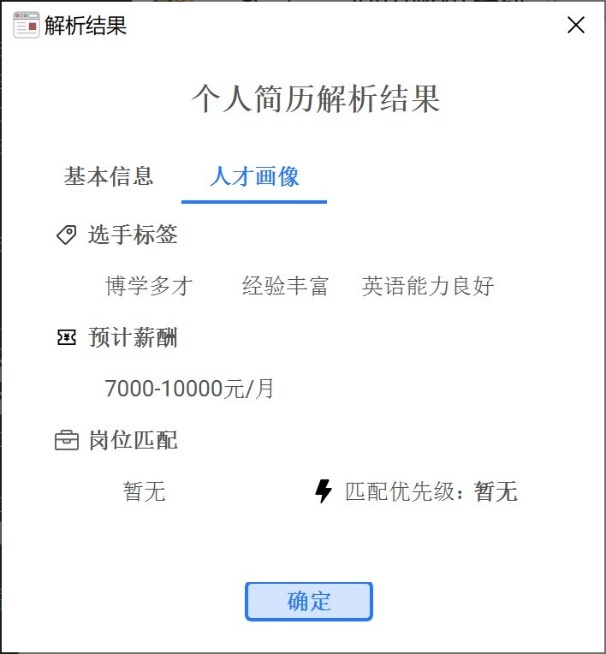 解析结果
个人简历解析结果
基本信息 人才画像
选手标签
博学多才 经验丰富 英语能力良好
预计薪酬
7000-10000元/月
岗位匹配
暂无 匹配优先级：暂无
确定